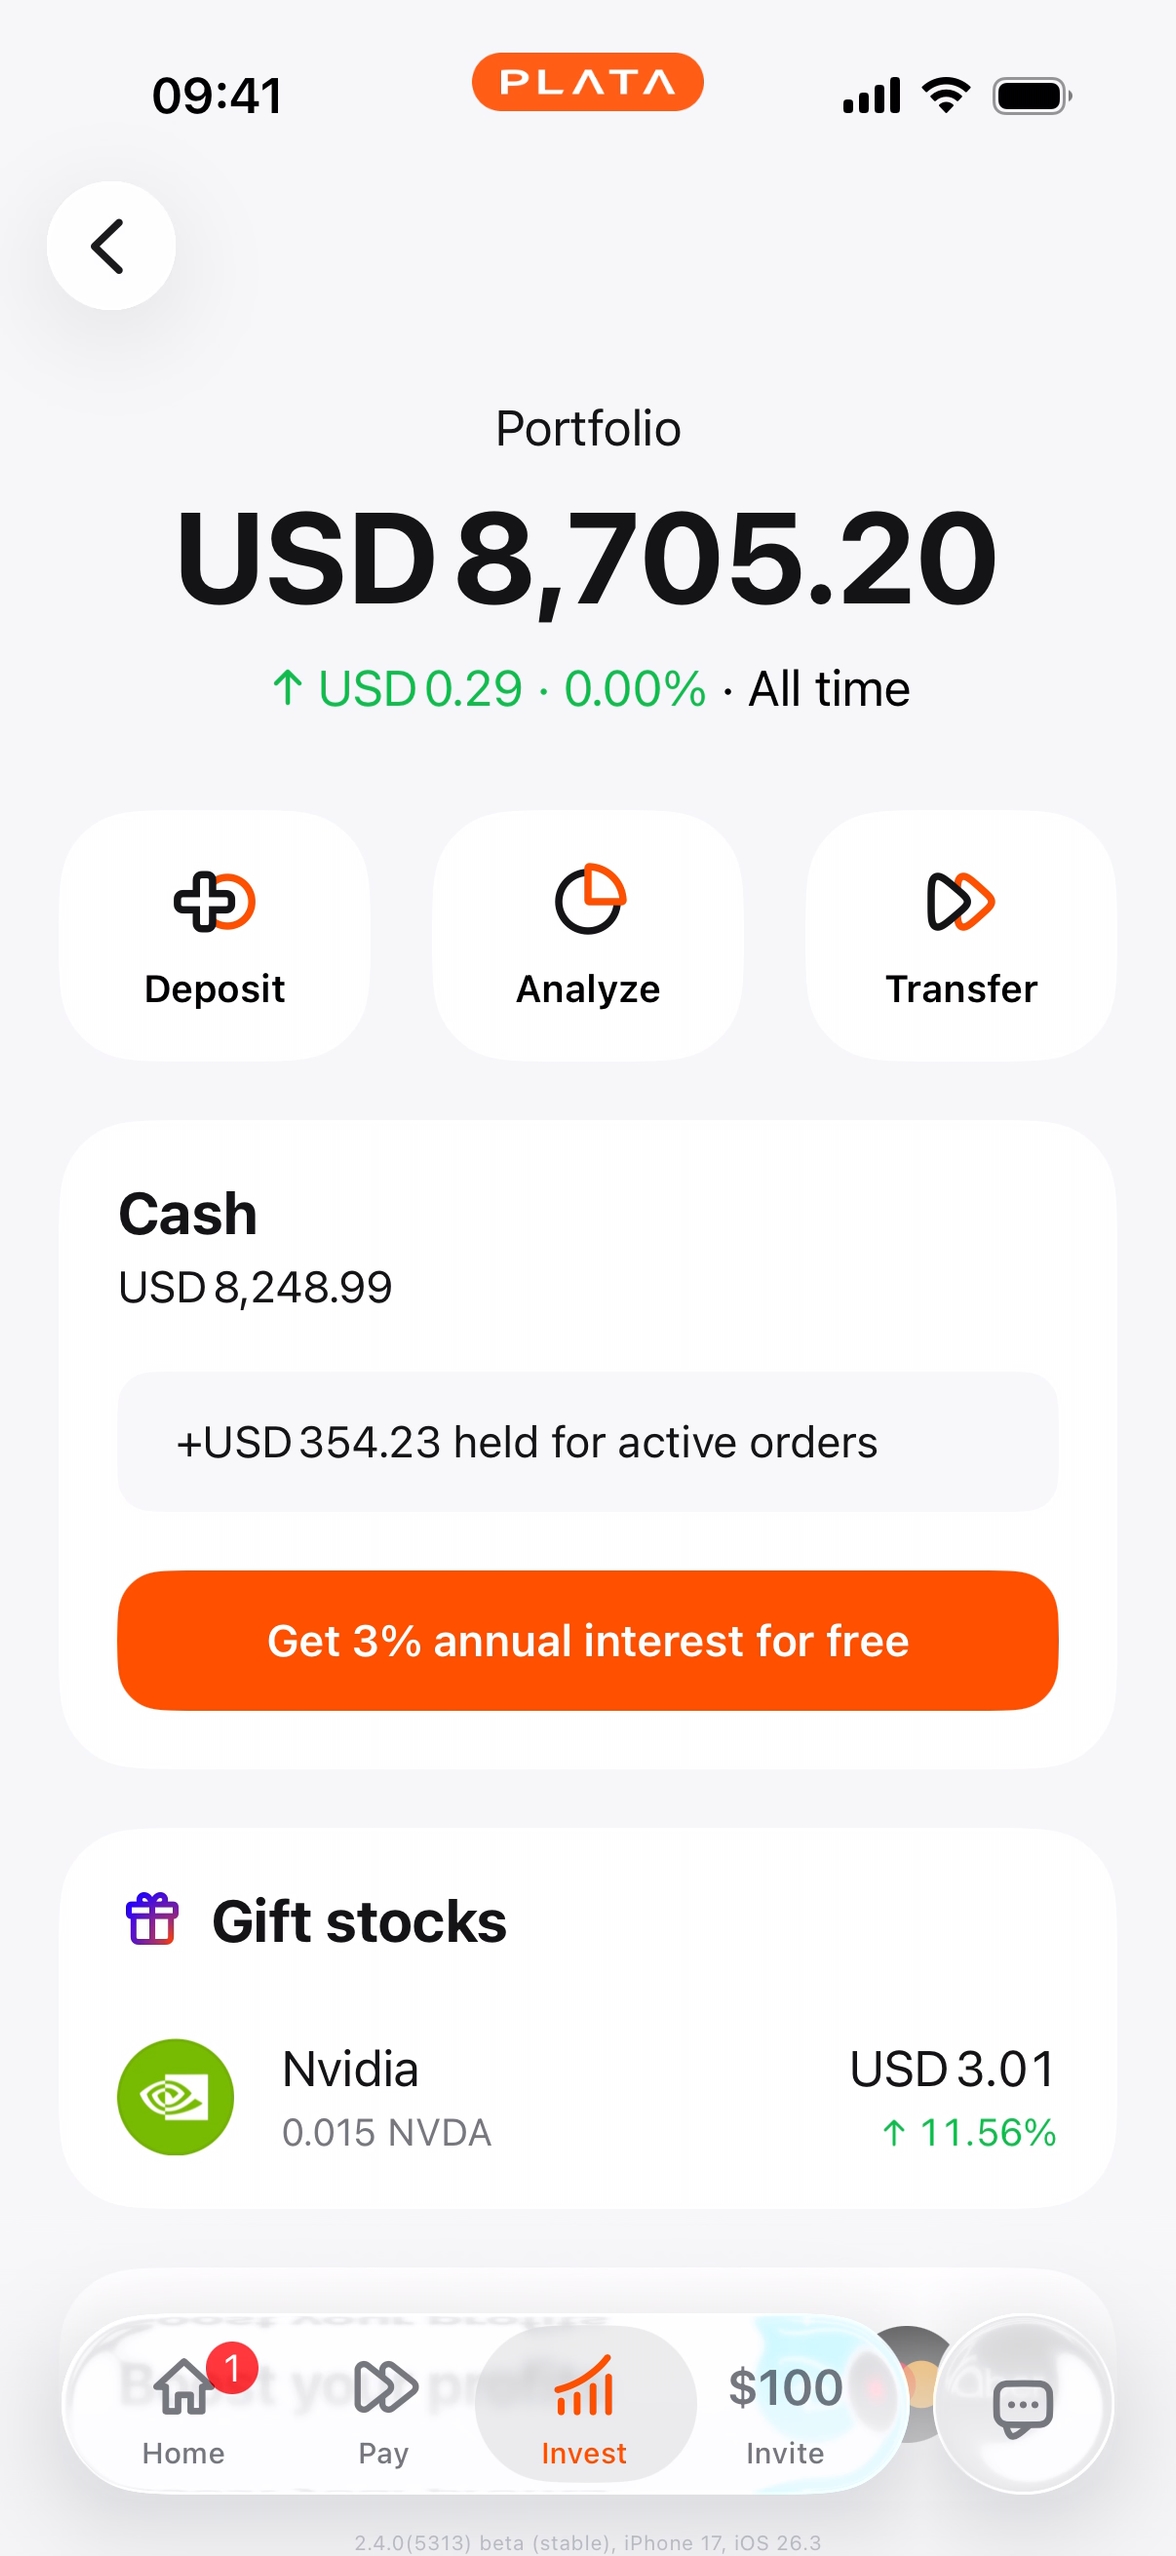 09:41
PLATA
Portfolio
USD 8,705.20
↑ USD 0.29 · 0.00% · All time
Deposit
Analyze
Transfer
Cash
USD 8,248.99
+USD 354.23 held for active orders
Get 3% annual interest for free
Gift stocks
Nvidia
USD 3.01
0.015 NVDA
↑ 11.56%
1
$100
Home
Pay
Invest
Invite
2.4.0(5313) beta (stable), iPhone 17, iOS 26.3